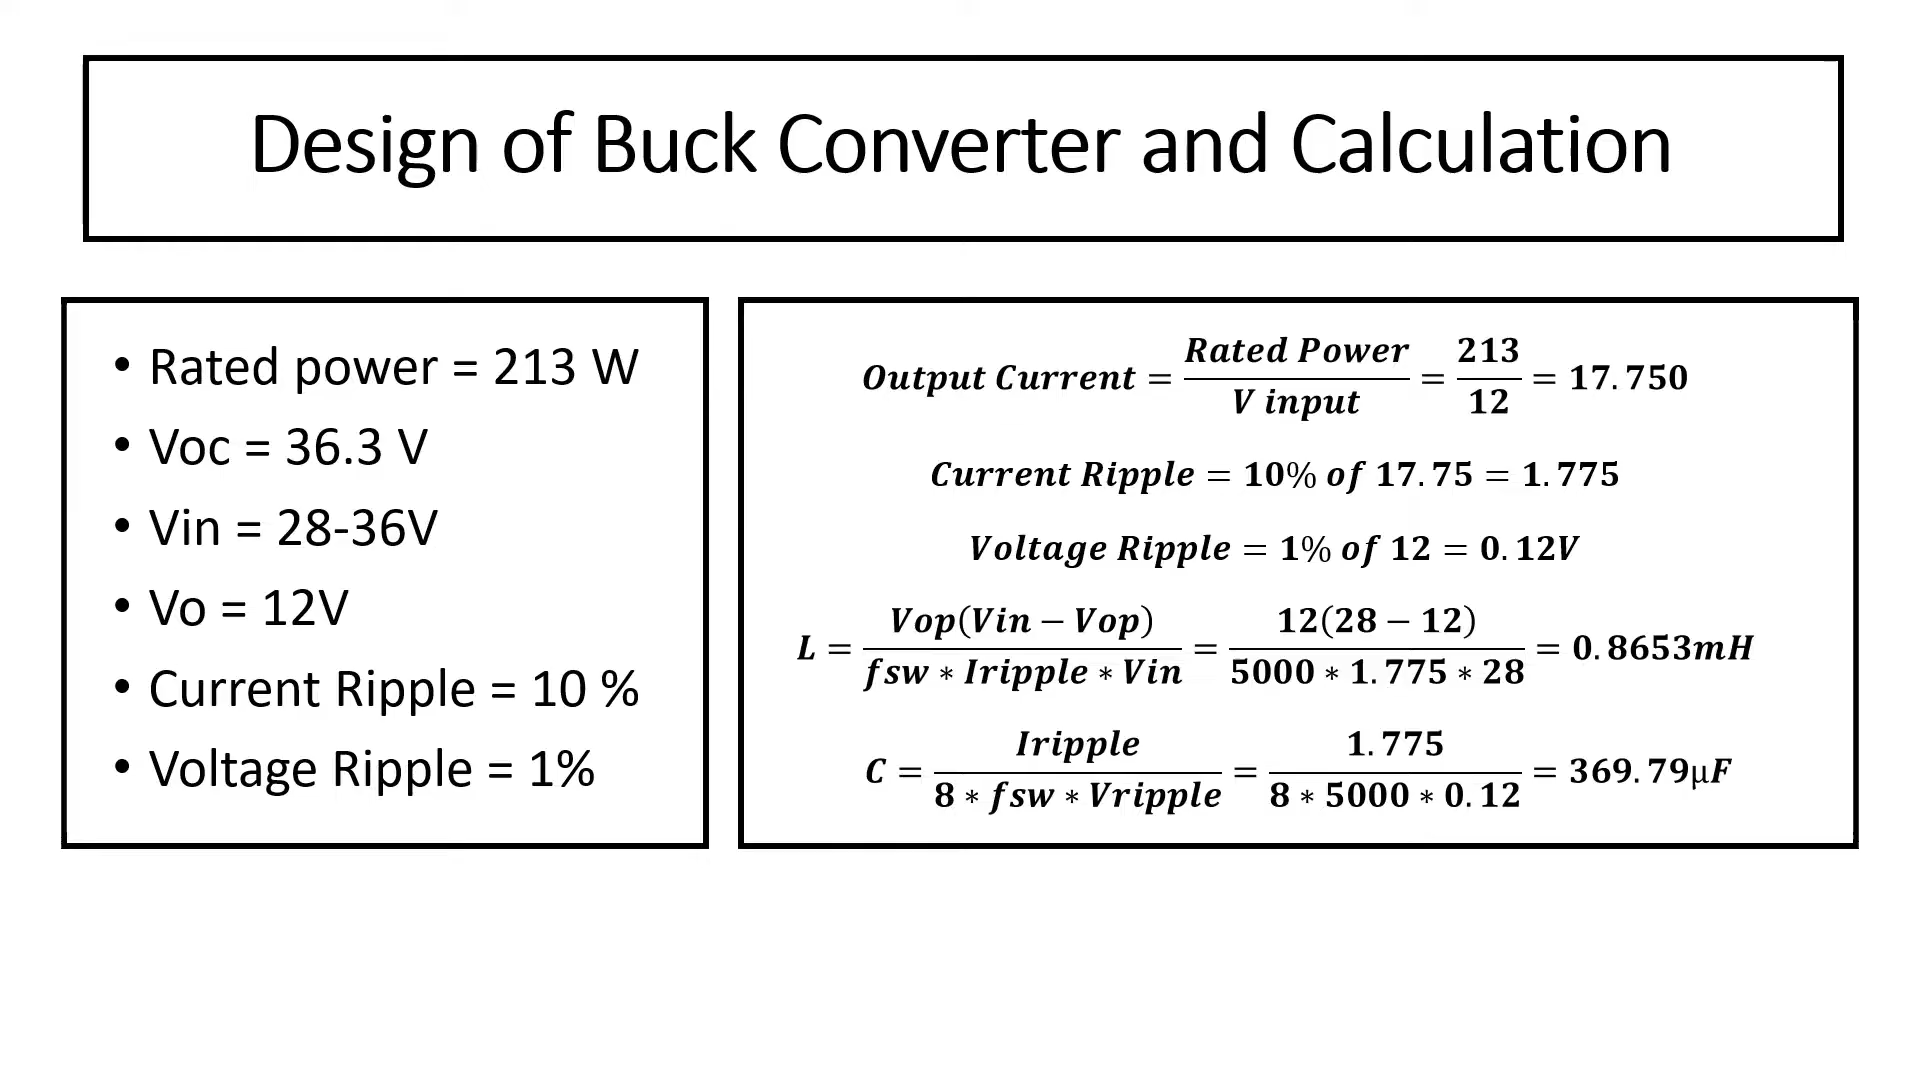 Design of Buck Converter and Calculation
• Rated power = 213 W
• Voc = 36.3 V
• Vin = 28-36V
• Vo = 12V
• Current Ripple = 10 %
• Voltage Ripple = 1%
Output Current = Rated Power / V input = 213 / 12 = 17.750
Current Ripple = 10% of 17.75 = 1.775
Voltage Ripple = 1% of 12 = 0.12V
L = Vop(Vin − Vop) / fsw * Iripple * Vin = 12(28 − 12) / 5000 * 1.775 * 28 = 0.8653mH
C = Iripple / 8 * fsw * Vripple = 1.775 / 8 * 5000 * 0.12 = 369.79μF